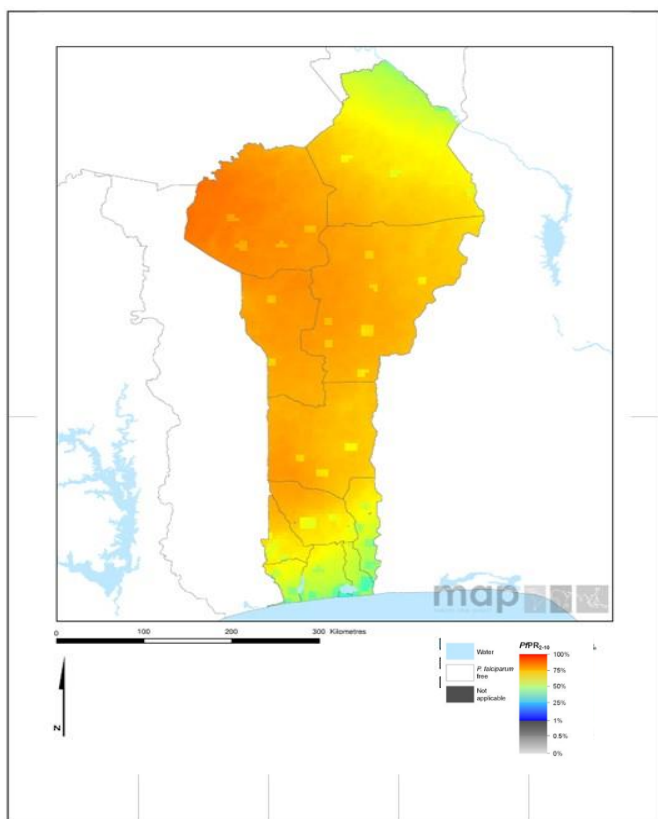 map
0 100 200 300 Kilometres
Water
P. falciparum
free
Not
applicable
PfPR2-10
100%
75%
50%
25%
1%
0.5%
0%
N